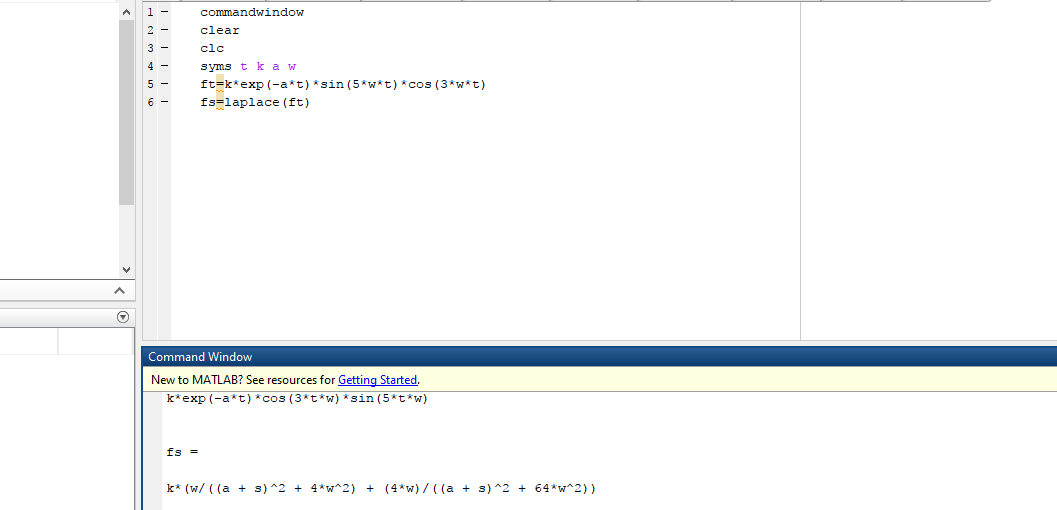 1 – commandwindow
2 – clear
3 – clc
4 – syms t k a w
5 – ft=k*exp(-a*t)*sin(5*w*t)*cos(3*w*t)
6 – fs=laplace(ft)
Command Window
New to MATLAB? See resources for Getting Started.
k*exp(-a*t)*cos(3*t*w)*sin(5*t*w)
fs =
k*(w/((a + s)^2 + 4*w^2) + (4*w)/((a + s)^2 + 64*w^2))